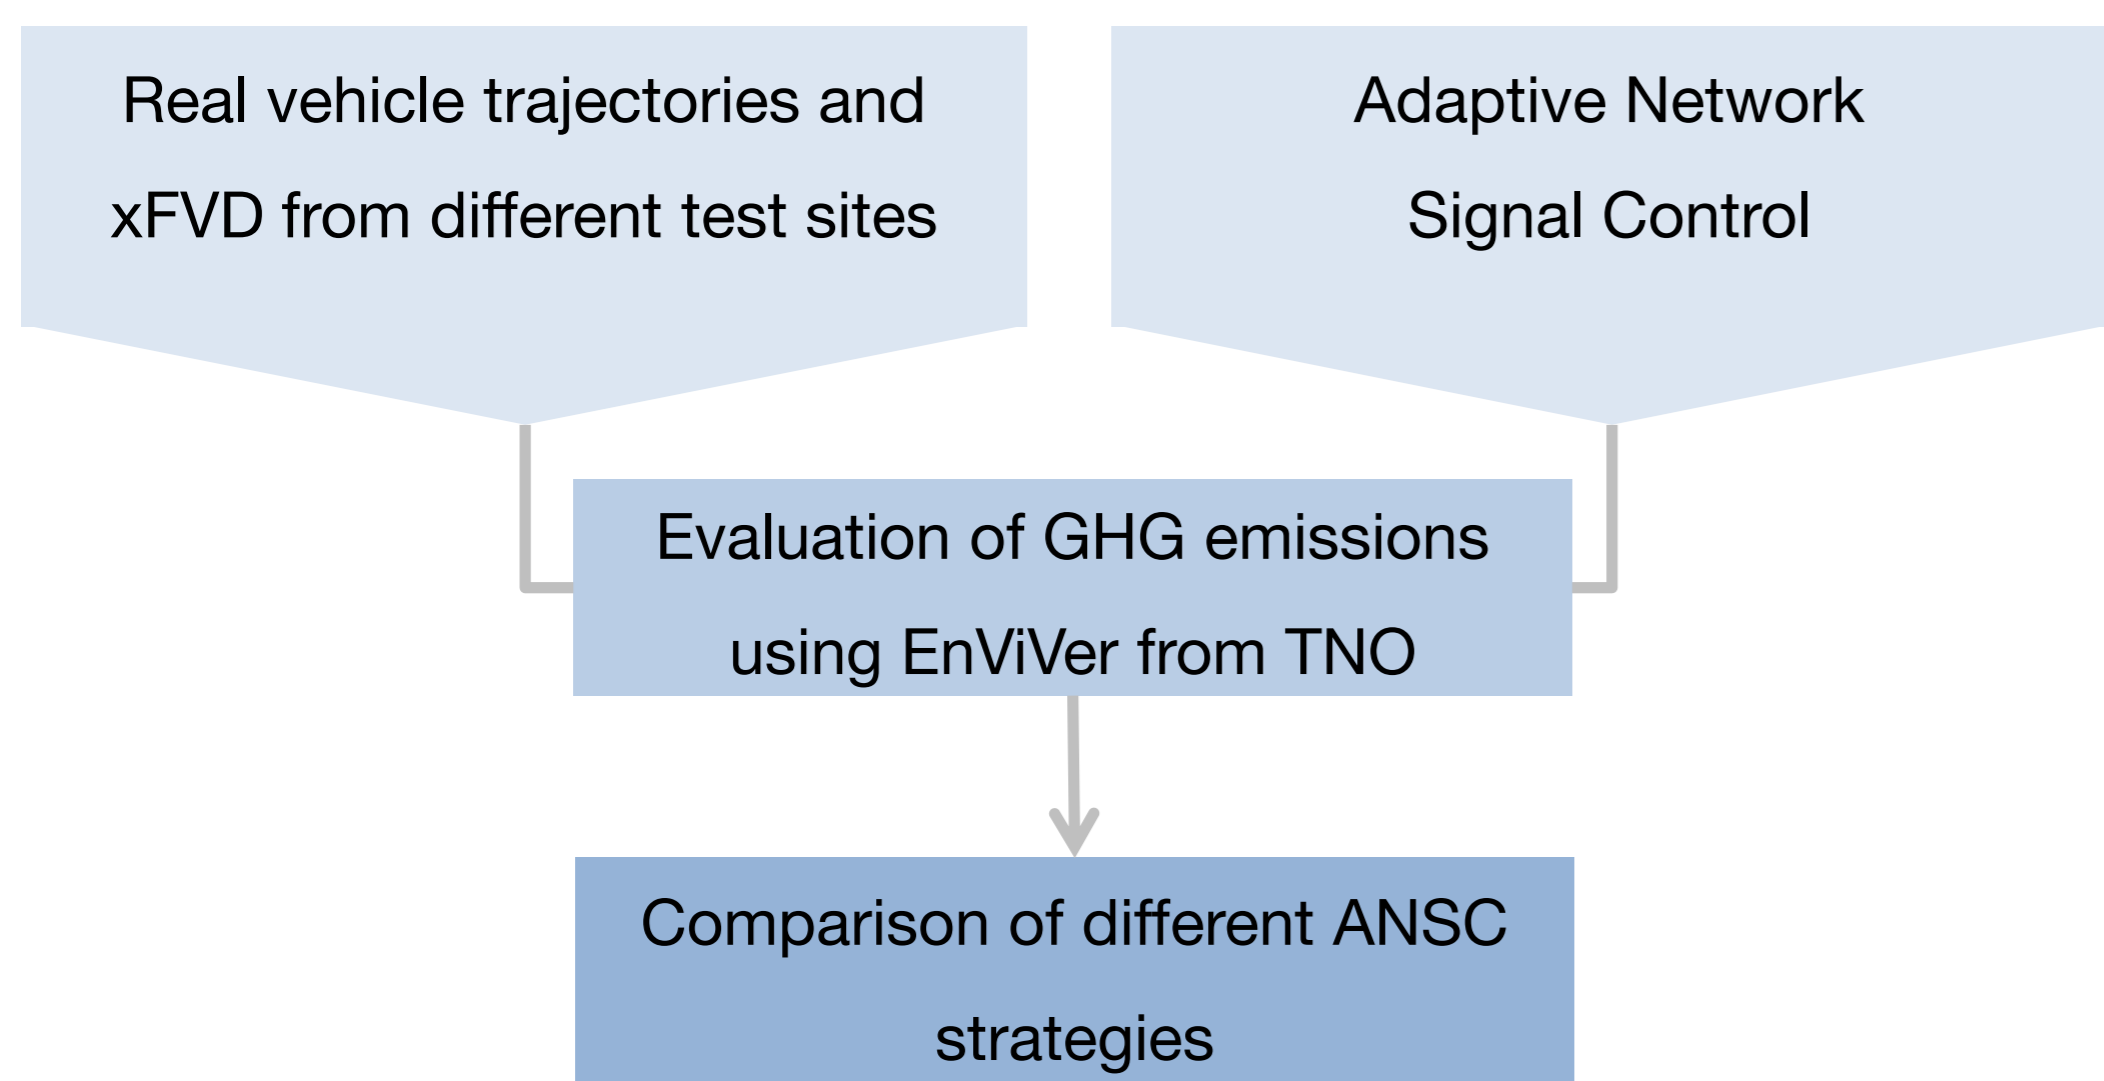 Real vehicle trajectories and
xFVD from different test sites
Adaptive Network
Signal Control
Evaluation of GHG emissions
using EnViVer from TNO
Comparison of different ANSC
strategies